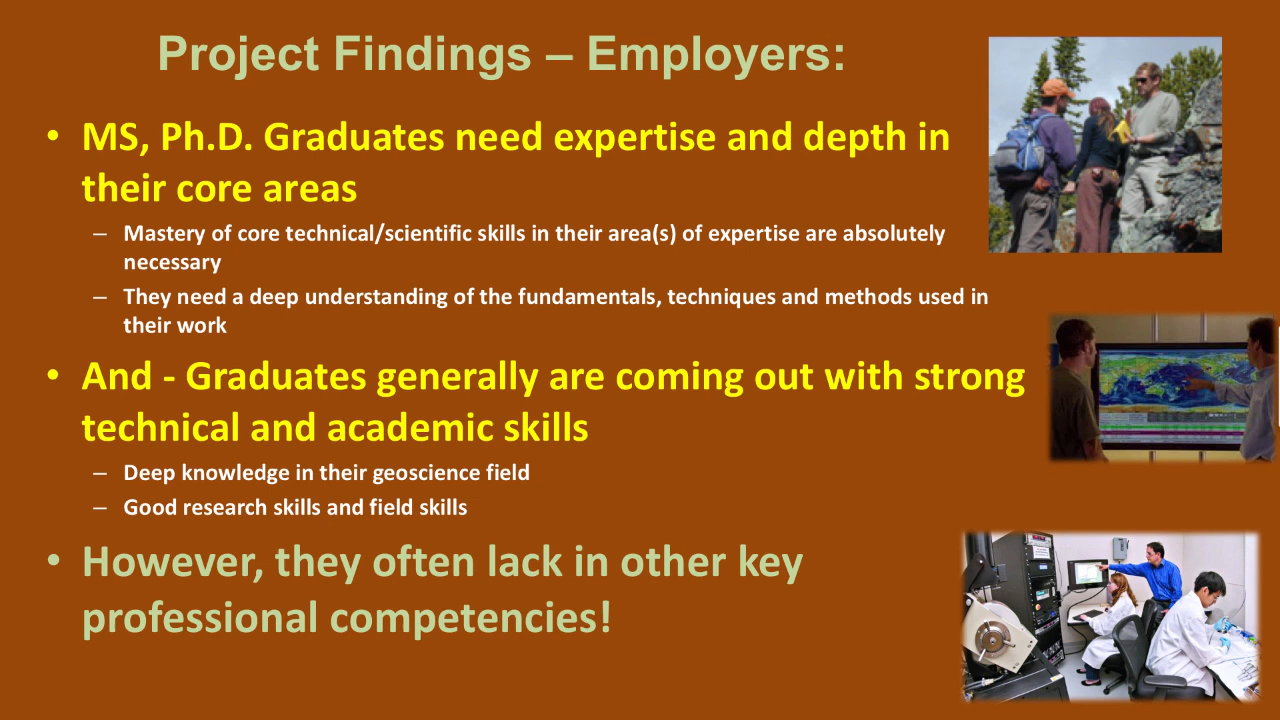 Project Findings – Employers:
• MS, Ph.D. Graduates need expertise and depth in
their core areas
– Mastery of core technical/scientific skills in their area(s) of expertise are absolutely
necessary
– They need a deep understanding of the fundamentals, techniques and methods used in
their work
• And - Graduates generally are coming out with strong
technical and academic skills
– Deep knowledge in their geoscience field
– Good research skills and field skills
• However, they often lack in other key
professional competencies!